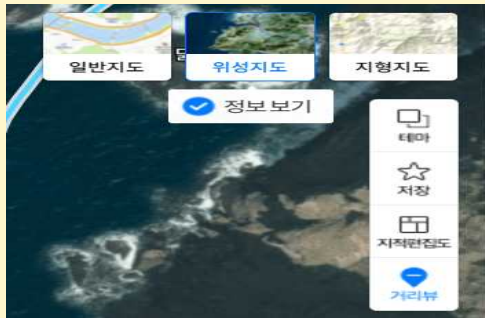 일반지도
위성지도
지형지도
정보 보기
테마
저장
지적편집도
거리뷰